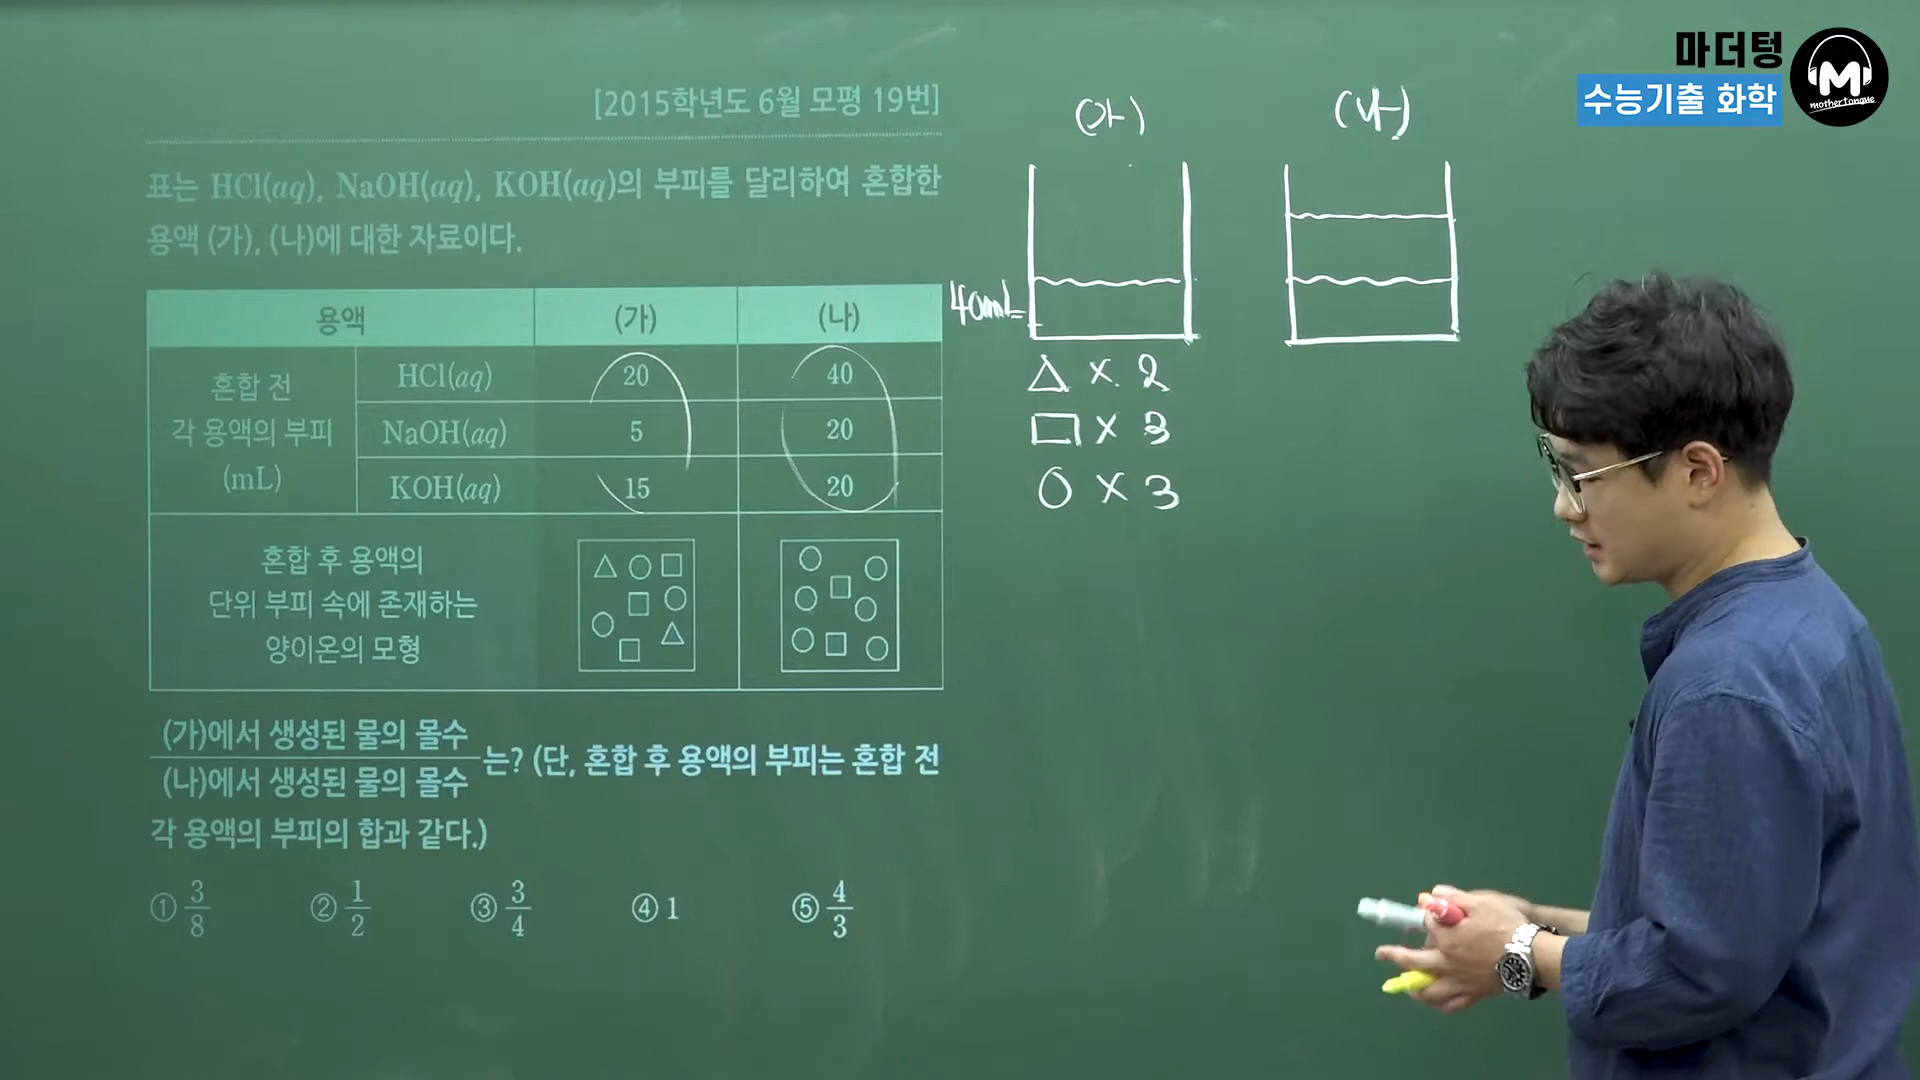 마더텅
수능기출 화학
mothertongue
[2015학년도 6월 모평 19번]
표는 HCl(aq), NaOH(aq), KOH(aq)의 부피를 달리하여 혼합한
용액 (가), (나)에 대한 자료이다.
용액 (가) (나)
혼합 전
각 용액의 부피
(mL)
HCl(aq) 20 40
NaOH(aq) 5 20
KOH(aq) 15 20
혼합 후 용액의
단위 부피 속에 존재하는
양이온의 모형
(가)에서 생성된 물의 몰수
(나)에서 생성된 물의 몰수
는? (단, 혼합 후 용액의 부피는 혼합 전
각 용액의 부피의 합과 같다.)
① 3/8 ② 1/2 ③ 3/4 ④ 1 ⑤ 4/3
(가) (나)
40mL
△ × 2
□ × 3
○ × 3